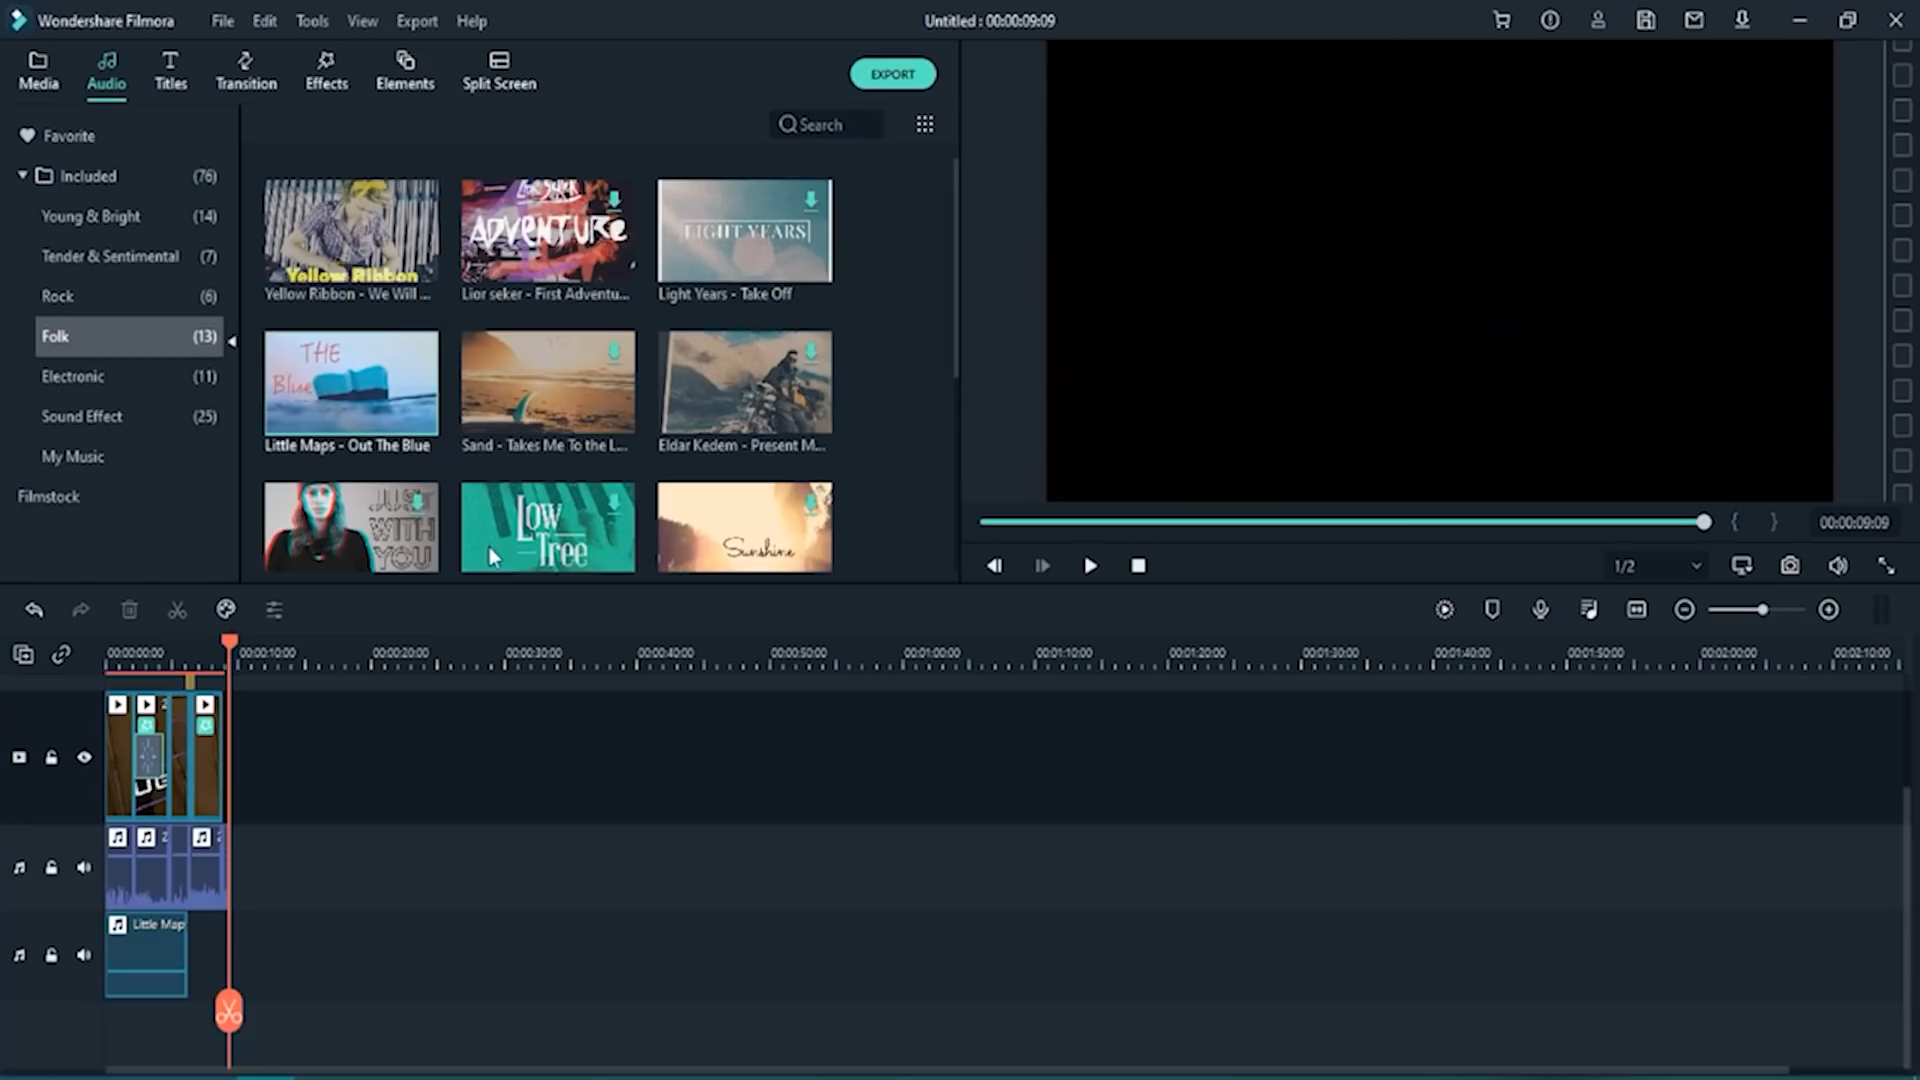 Wondershare Filmora File Edit Tools View Export Help Untitled : 00:00:09:09
Media Audio Titles Transition Effects Elements Split Screen EXPORT
Search
Favorite
Included (76)
Young & Bright (14)
Tender & Sentimental (7)
Rock (6)
Folk (13)
Electronic (11)
Sound Effect (25)
My Music
Filmstock
Yellow Ribbon
Lior Seker
ADVENTURE
LIGHT YEARS
Yellow Ribbon - We Will ...
Lior seker - First Adventu...
Light Years - Take Off
THE
Blue
Little Maps - Out The Blue
Sand - Takes Me To the L...
Eldar Kedem - Present M...
JUST
WITH
YOU
LOW
Tree
Sunshine
{ } 00:00:09:09
1/2
00:00:00:00 00:00:10:00 00:00:20:00 00:00:30:00 00:00:40:00 00:00:50:00 00:01:00:00 00:01:10:00 00:01:20:00 00:01:30:00 00:01:40:00 00:01:50:00 00:02:00:00 00:02:10:00
Little Map